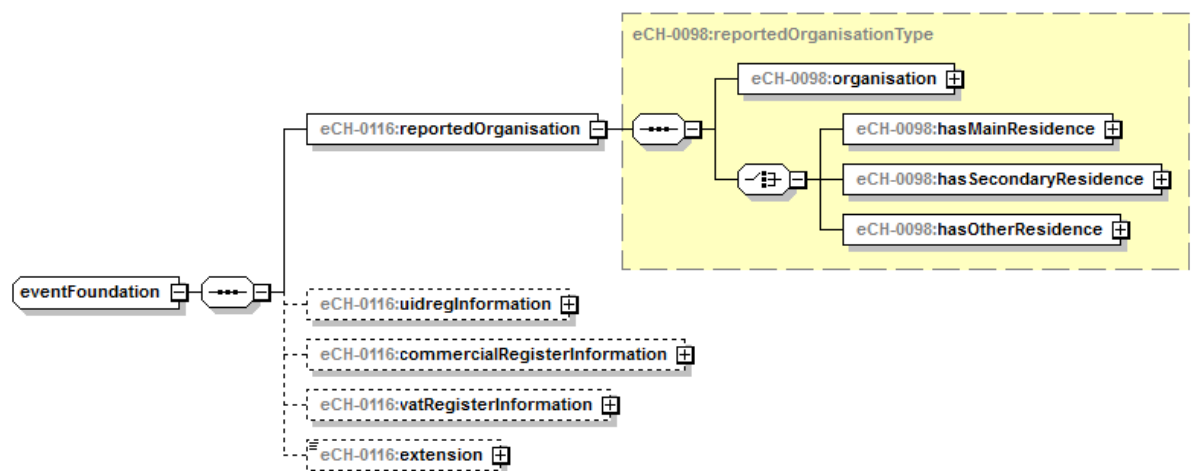 eCH-0098:reportedOrganisationType
eCH-0098:organisation
eCH-0116:reportedOrganisation
eCH-0098:hasMainResidence
eCH-0098:hasSecondaryResidence
eCH-0098:hasOtherResidence
eventFoundation
eCH-0116:uidregInformation
eCH-0116:commercialRegisterInformation
eCH-0116:vatRegisterInformation
eCH-0116:extension